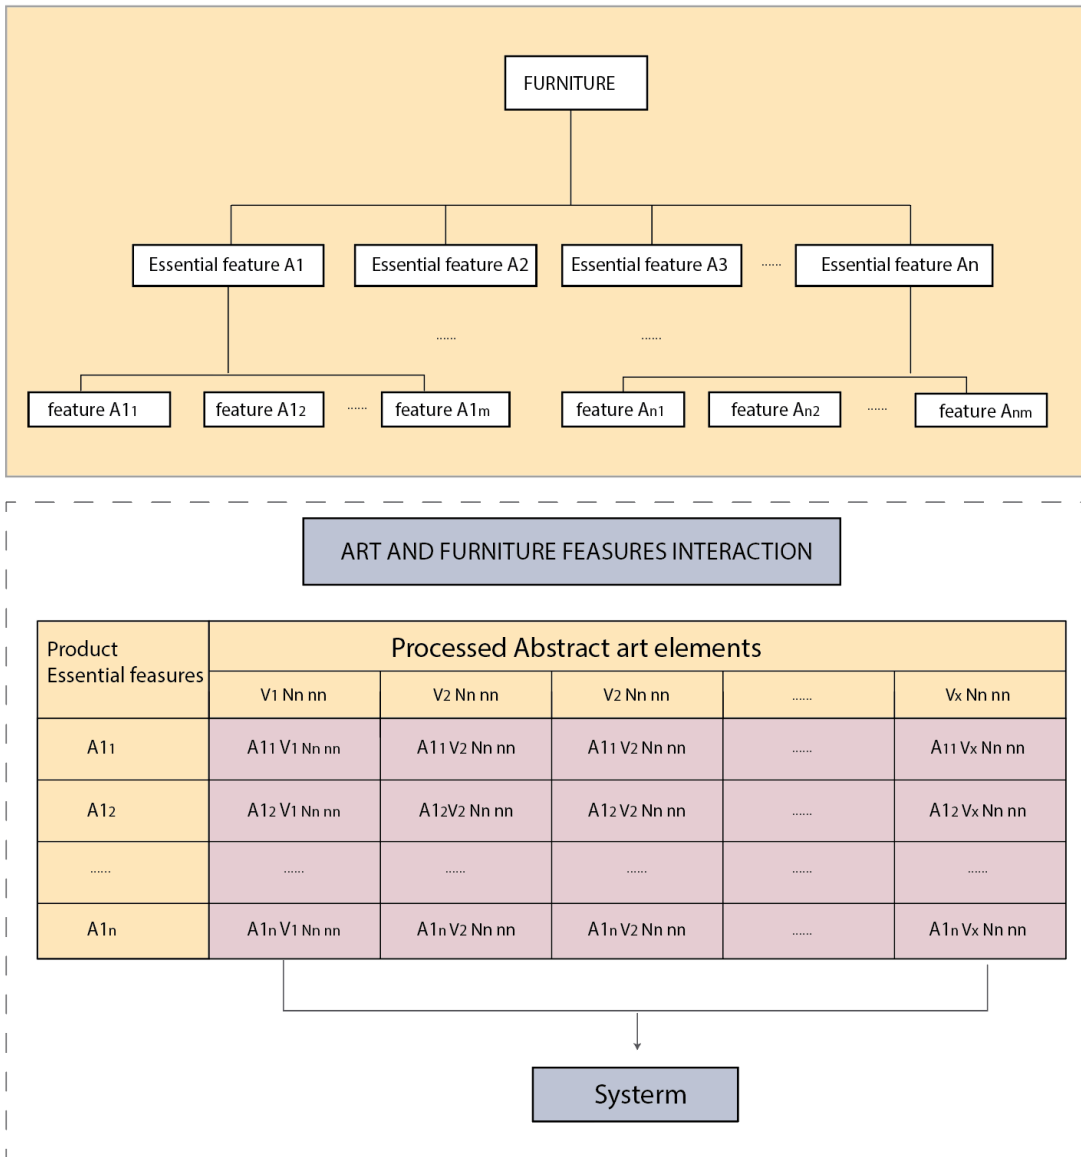 FURNITURE
Essential feature A1
Essential feature A2
Essential feature A3
......
Essential feature An
......
......
feature A11
feature A12
......
feature A1m
feature An1
feature An2
......
feature Anm
ART AND FURNITURE FEASURES INTERACTION
Product
Essential feasures
Processed Abstract art elements
V1 Nn nn
V2 Nn nn
V2 Nn nn
......
Vx Nn nn
A11
A11 V1 Nn nn
A11 V2 Nn nn
A11 V2 Nn nn
......
A11 Vx Nn nn
A12
A12 V1 Nn nn
A12V2 Nn nn
A12 V2 Nn nn
......
A12 Vx Nn nn
......
......
......
......
......
......
A1n
A1n V1 Nn nn
A1n V2 Nn nn
A1n V2 Nn nn
......
A1n Vx Nn nn
Systerm